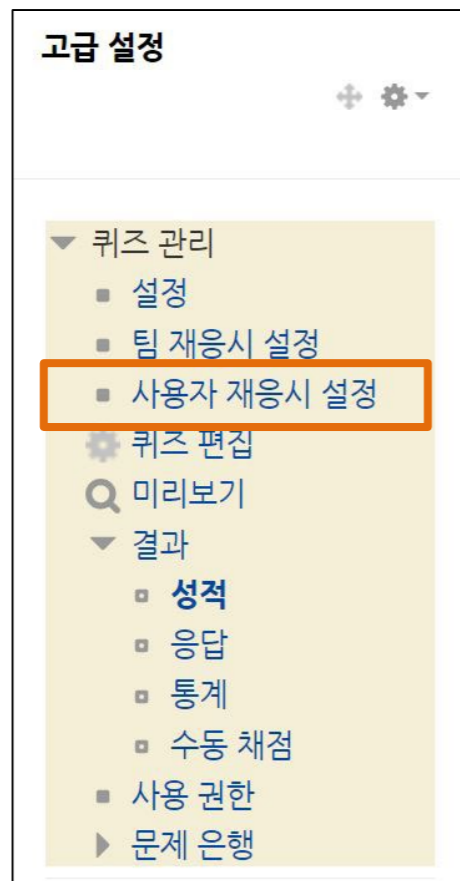 고급 설정
퀴즈 관리
설정
팀 재응시 설정
사용자 재응시 설정
퀴즈 편집
미리보기
결과
성적
응답
통계
수동 채점
사용 권한
문제 은행